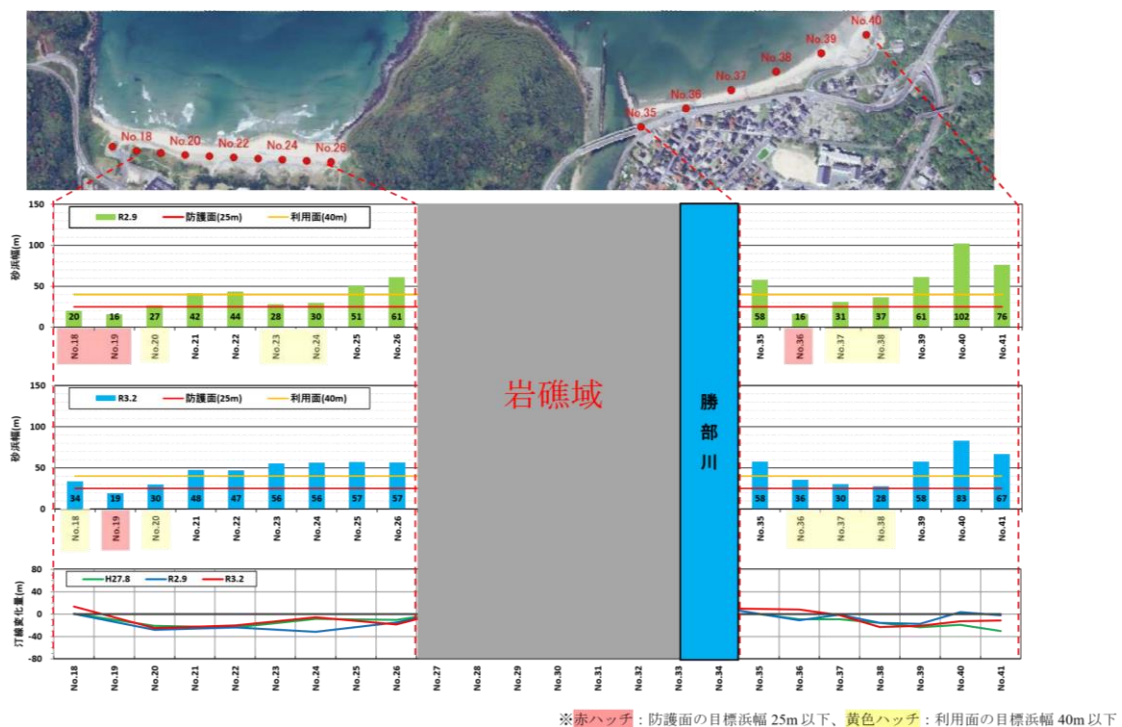 No.40
No.39
No.38
No.37
No.36
No.35
No.18
No.20
No.22
No.24
No.26
150
100
50
0
砂浜幅(m)
R2.9 防護面(25m) 利用面(40m)
20 16 27 42 44 28 30 51 61
58 16 31 37 61 102 76
No.18 No.19 No.20 No.21 No.22 No.23 No.24 No.25 No.26
No.35 No.36 No.37 No.38 No.39 No.40 No.41
岩礁域
勝部川
150
100
50
0
砂浜幅(m)
R3.2 防護面(25m) 利用面(40m)
34 19 30 48 47 56 56 57 57
58 36 30 28 58 83 67
No.18 No.19 No.20 No.21 No.22 No.23 No.24 No.25 No.26
No.35 No.36 No.37 No.38 No.39 No.40 No.41
80
40
0
-40
-80
汀線変化量(m)
H27.8 R2.9 R3.2
No.18 No.19 No.20 No.21 No.22 No.23 No.24 No.25 No.26 No.27 No.28 No.29 No.30 No.31 No.32 No.33 No.34 No.35 No.36 No.37 No.38 No.39 No.40 No.41
※赤ハッチ：防護面の目標浜幅 25m以下、黄色ハッチ：利用面の目標浜幅 40m以下